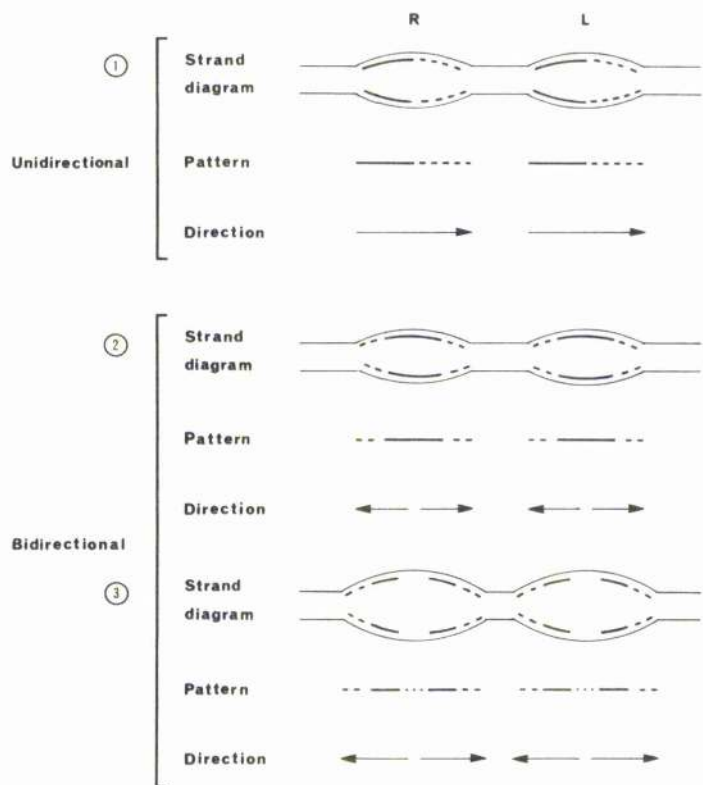 R L
1 Strand
diagram
Unidirectional Pattern
Direction
2 Strand
diagram
Pattern
Direction
Bidirectional
3 Strand
diagram
Pattern
Direction